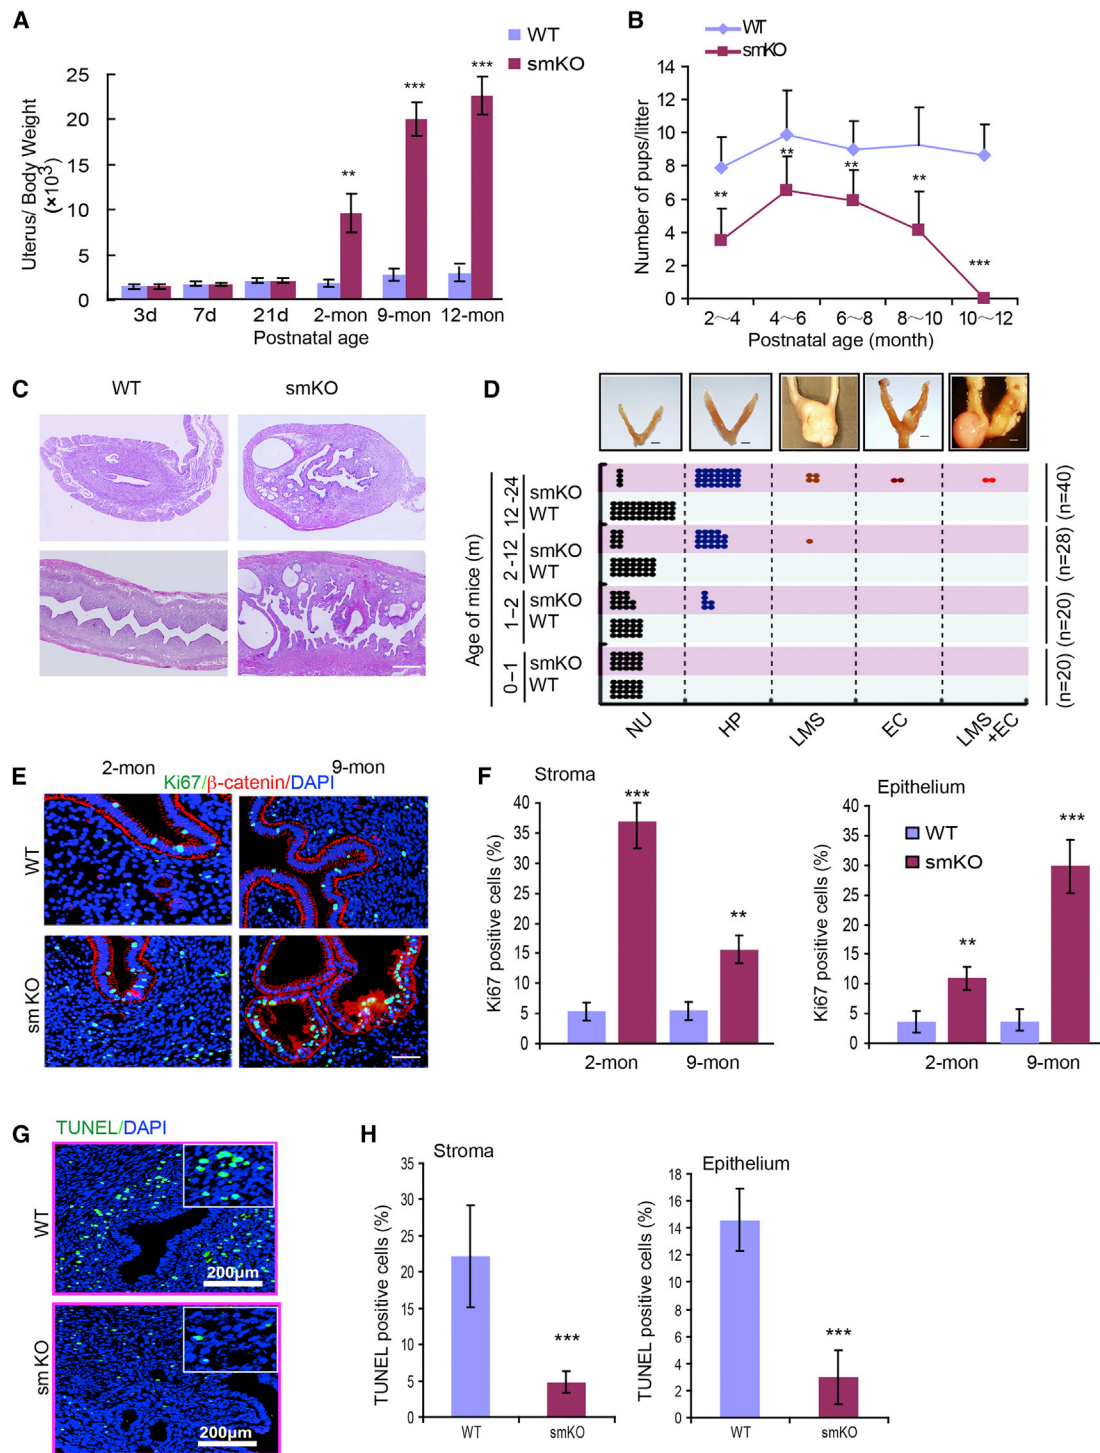 A
WT
smKO
Uterus/ Body Weight
(×10³)
25
20
15
10
5
0
***
***
**
3d 7d 21d 2-mon 9-mon 12-mon
Postnatal age
B
WT
smKO
Number of pups/litter
14
12
10
8
6
4
2
0
**
**
**
**
***
2～4 4～6 6～8 8～10 10～12
Postnatal age (month)
C
WT smKO
D
Age of mice (m)
12-24 smKO
WT
(n=40)
2-12 smKO
WT
(n=28)
1–2 smKO
WT
(n=20)
0–1 smKO
WT
(n=20)
NU HP LMS EC LMS
+EC
E
2-mon 9-mon
Ki67/β-catenin/DAPI
WT
smKO
F
Stroma
Ki67 positive cells (%)
40
35
30
25
20
15
10
5
0
***
**
2-mon 9-mon
Epithelium
WT
smKO
Ki67 positive cells (%)
40
35
30
25
20
15
10
5
0
**
***
2-mon 9-mon
G
TUNEL/DAPI
WT
200μm
smKO
200μm
H
Stroma
TUNEL positive cells (%)
35
30
25
20
15
10
5
0
***
WT smKO
Epithelium
TUNEL positive cells (%)
18
16
14
12
10
8
6
4
2
0
***
WT smKO